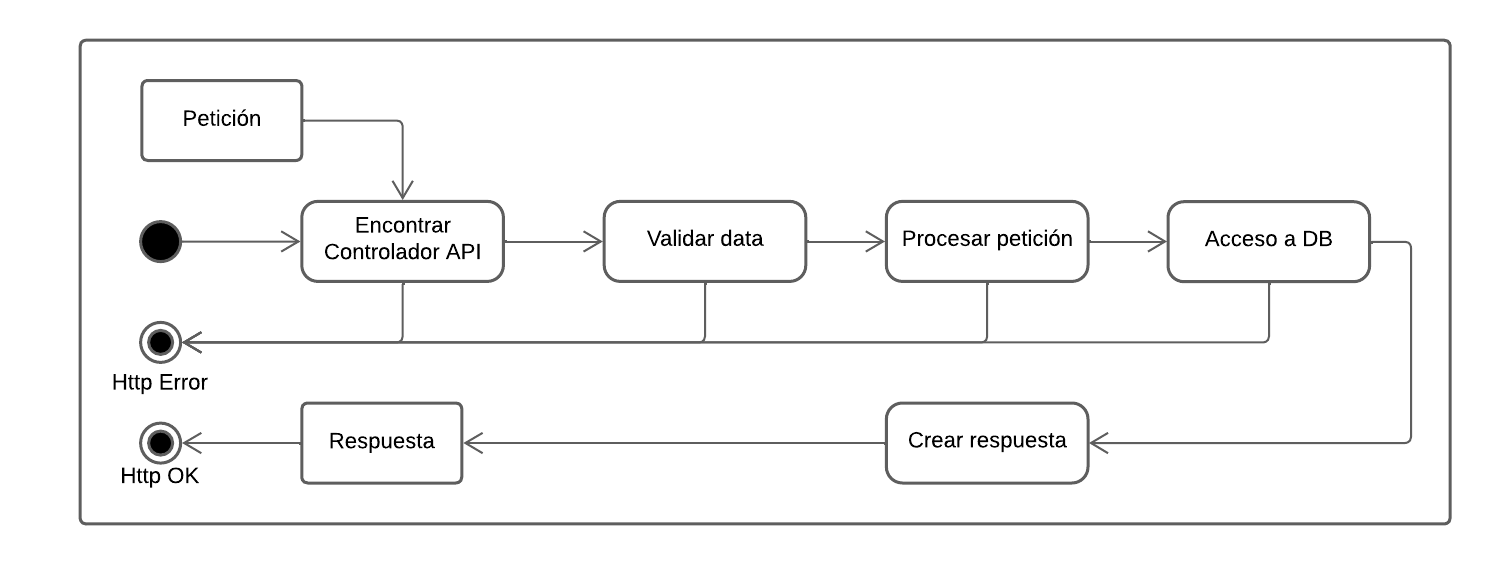 Petición
Encontrar
Controlador API
Validar data
Procesar petición
Acceso a DB
Http Error
Respuesta
Crear respuesta
Http OK